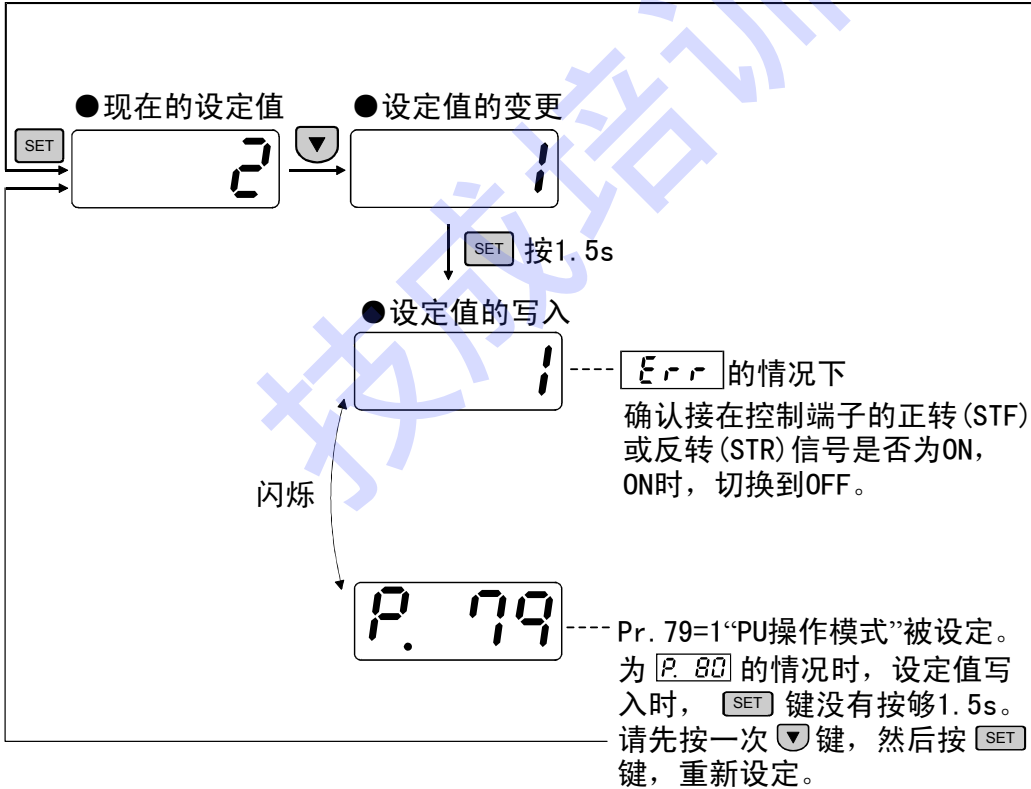 ●现在的设定值
●设定值的变更
SET
2
▼
1
SET 按1.5s
●设定值的写入
1
Err 的情况下
确认接在控制端子的正转(STF)
或反转(STR)信号是否为ON，
ON时，切换到OFF。
闪烁
P. 79
Pr.79=1“PU操作模式”被设定。
为 P. 80 的情况时，设定值写
入时， SET 键没有按够1.5s。
请先按一次 ▼ 键，然后按 SET
键，重新设定。
技成培训